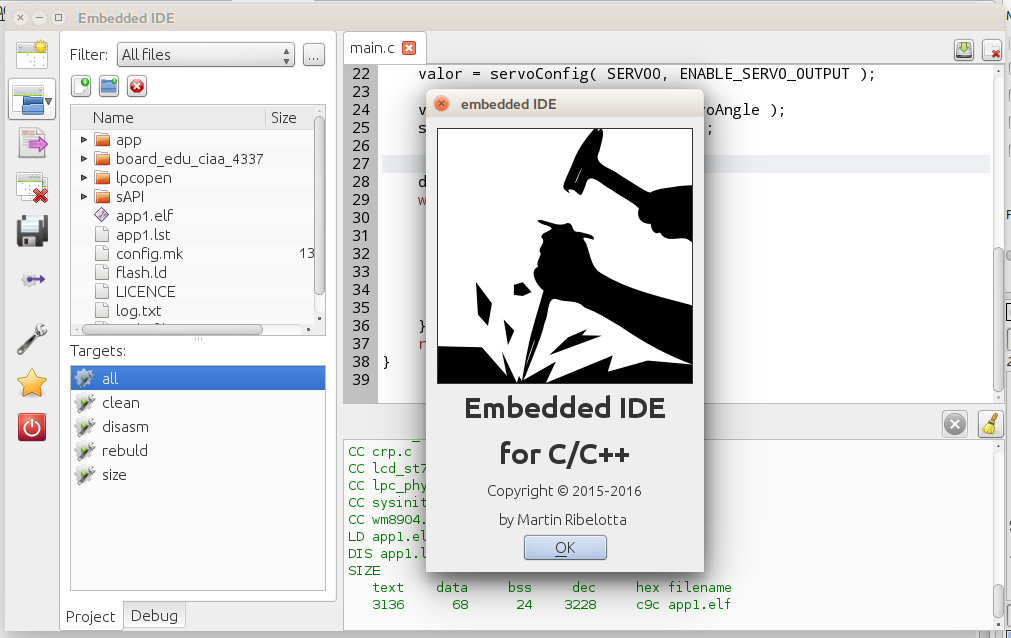 Embedded IDE
Filter: All files ...
Name Size
app
board_edu_ciaa_4337
lpcopen
sAPI
app1.elf
app1.lst
config.mk 13
flash.ld
LICENCE
log.txt
Targets:
all
clean
disasm
rebuld
size
Project Debug
main.c
22 valor = servoConfig( SERVO0, ENABLE_SERVO_OUTPUT );
23
24 v oAngle );
25 s ;
26
27
28 d
29 w
30
31
32
33
34
35
36 }
37 r
38 }
39
embedded IDE
Embedded IDE
for C/C++
Copyright © 2015-2016
by Martin Ribelotta
OK
CC crp.c
CC lcd_st7
CC lpc_phy
CC sysinit
CC wm8904.
LD app1.el
DIS app1.l
SIZE
text data bss dec hex filename
3136 68 24 3228 c9c app1.elf